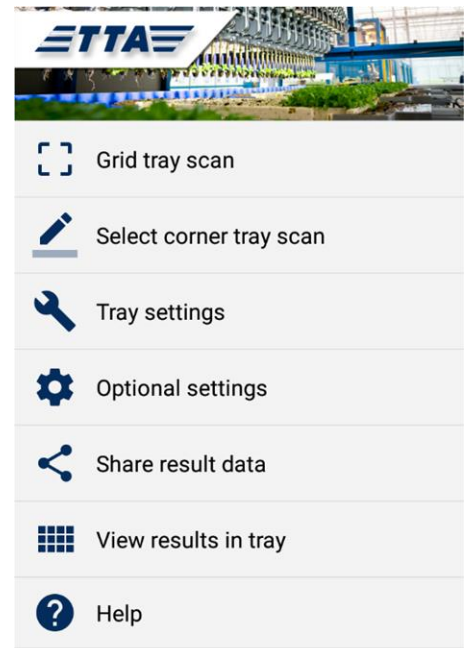 TTA
Grid tray scan
Select corner tray scan
Tray settings
Optional settings
Share result data
View results in tray
Help